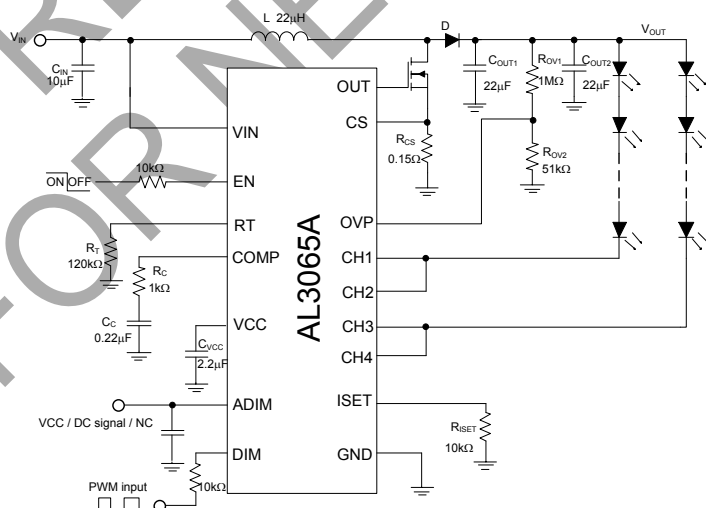 L 22μH
D
VIN
VOUT
CIN
10μF
COUT1
22μF
ROV1
1MΩ
COUT2
22μF
OUT
CS
VIN
RCS
0.15Ω
ROV2
51kΩ
ON OFF
10kΩ
EN
RT
OVP
RT
120kΩ
COMP
CH1
RC
1kΩ
CH2
AL3065A
CC
0.22μF
VCC
CH3
CVCC
2.2μF
CH4
ADIM
ISET
VCC / DC signal / NC
RISET
10kΩ
DIM
GND
PWM input
10kΩ